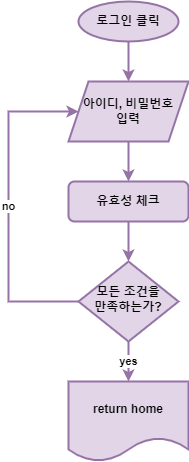 로그인 클릭
아이디, 비밀번호
입력
유효성 체크
모든 조건을
만족하는가?
no
yes
return home